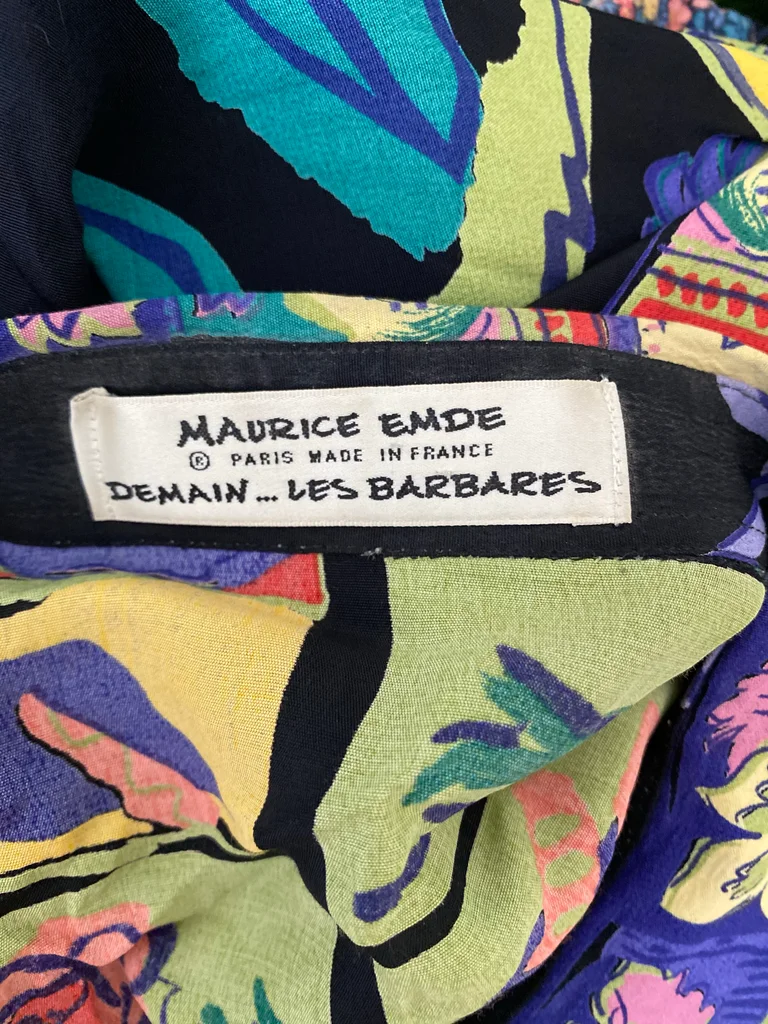 MAURICE EMDE
® PARIS MADE IN FRANCE
DEMAIN... LES BARBARES